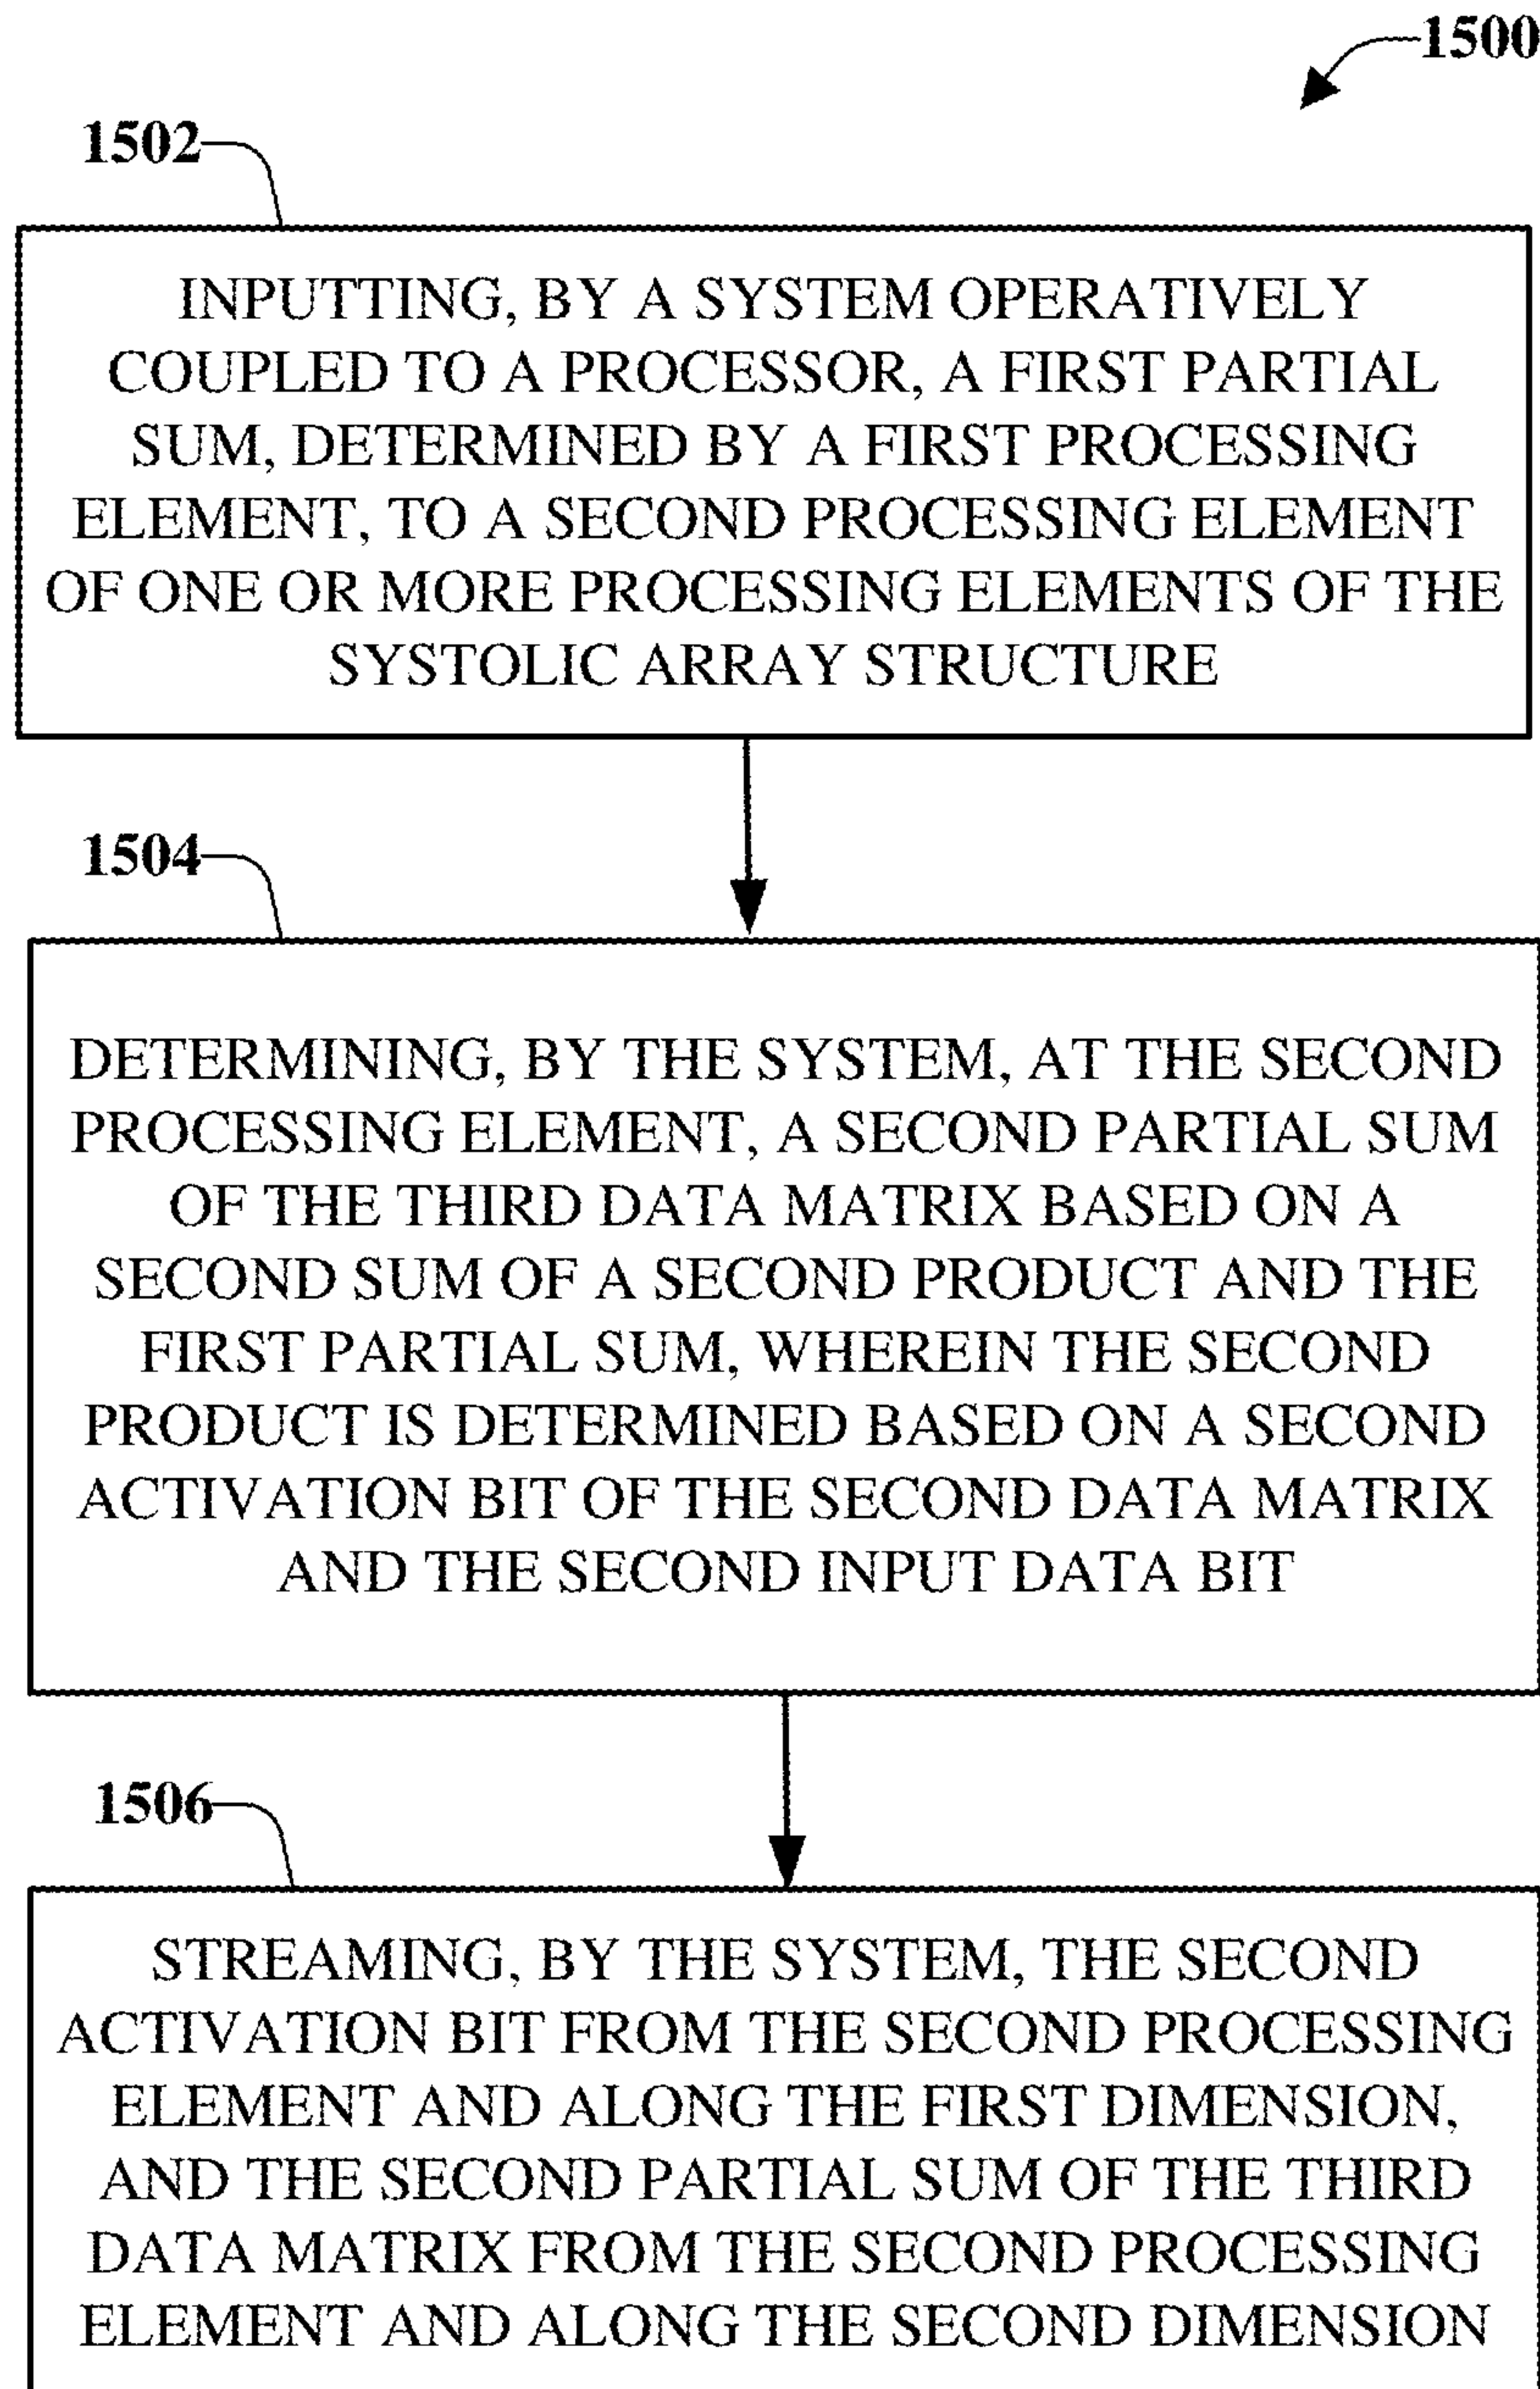 1500
1502
INPUTTING, BY A SYSTEM OPERATIVELY
COUPLED TO A PROCESSOR, A FIRST PARTIAL
SUM, DETERMINED BY A FIRST PROCESSING
ELEMENT, TO A SECOND PROCESSING ELEMENT
OF ONE OR MORE PROCESSING ELEMENTS OF THE
SYSTOLIC ARRAY STRUCTURE
1504
DETERMINING, BY THE SYSTEM, AT THE SECOND
PROCESSING ELEMENT, A SECOND PARTIAL SUM
OF THE THIRD DATA MATRIX BASED ON A
SECOND SUM OF A SECOND PRODUCT AND THE
FIRST PARTIAL SUM, WHEREIN THE SECOND
PRODUCT IS DETERMINED BASED ON A SECOND
ACTIVATION BIT OF THE SECOND DATA MATRIX
AND THE SECOND INPUT DATA BIT
1506
STREAMING, BY THE SYSTEM, THE SECOND
ACTIVATION BIT FROM THE SECOND PROCESSING
ELEMENT AND ALONG THE FIRST DIMENSION,
AND THE SECOND PARTIAL SUM OF THE THIRD
DATA MATRIX FROM THE SECOND PROCESSING
ELEMENT AND ALONG THE SECOND DIMENSION